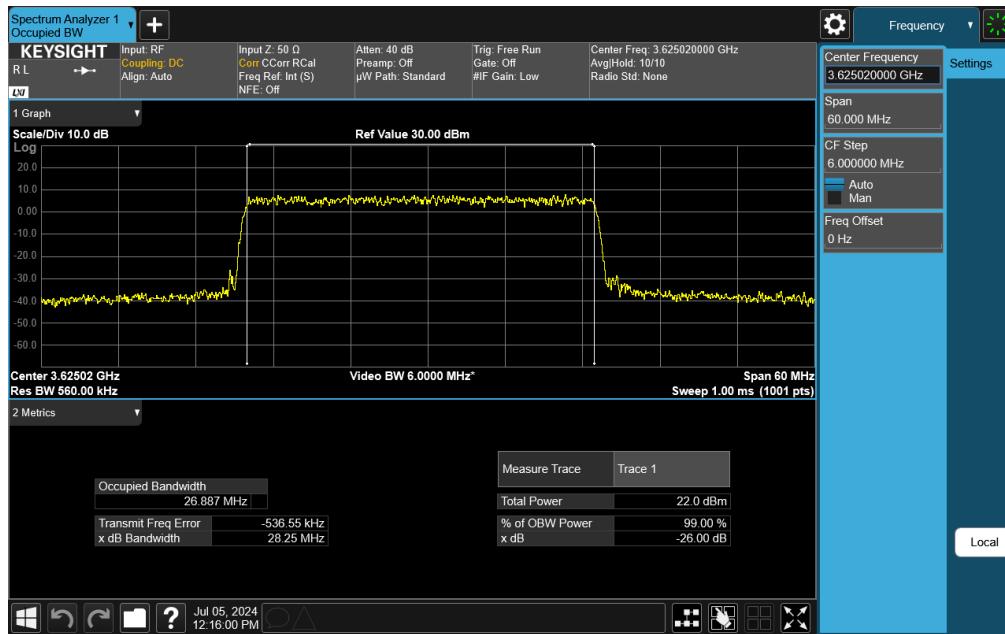 Spectrum Analyzer 1
Occupied BW
Frequency
KEYSIGHT
R L
LXI
Input: RF
Coupling: DC
Align: Auto
Input Z: 50 Ω
Corr CCorr RCal
Freq Ref: Int (S)
NFE: Off
Atten: 40 dB
Preamp: Off
µW Path: Standard
Trig: Free Run
Gate: Off
#IF Gain: Low
Center Freq: 3.625020000 GHz
Avg|Hold: 10/10
Radio Std: None
Center Frequency
3.625020000 GHz
Settings
Span
60.000 MHz
CF Step
6.000000 MHz
Auto
Man
Freq Offset
0 Hz
Local
1 Graph
Scale/Div 10.0 dB
Ref Value 30.00 dBm
Log
20.0
10.0
0.00
-10.0
-20.0
-30.0
-40.0
-50.0
-60.0
Center 3.62502 GHz
Video BW 6.0000 MHz*
Span 60 MHz
Res BW 560.00 kHz
Sweep 1.00 ms (1001 pts)
2 Metrics
Measure Trace Trace 1
Occupied Bandwidth
26.887 MHz
Total Power 22.0 dBm
Transmit Freq Error -536.55 kHz
% of OBW Power 99.00 %
x dB Bandwidth 28.25 MHz
x dB -26.00 dB
?
Jul 05, 2024
12:16:00 PM